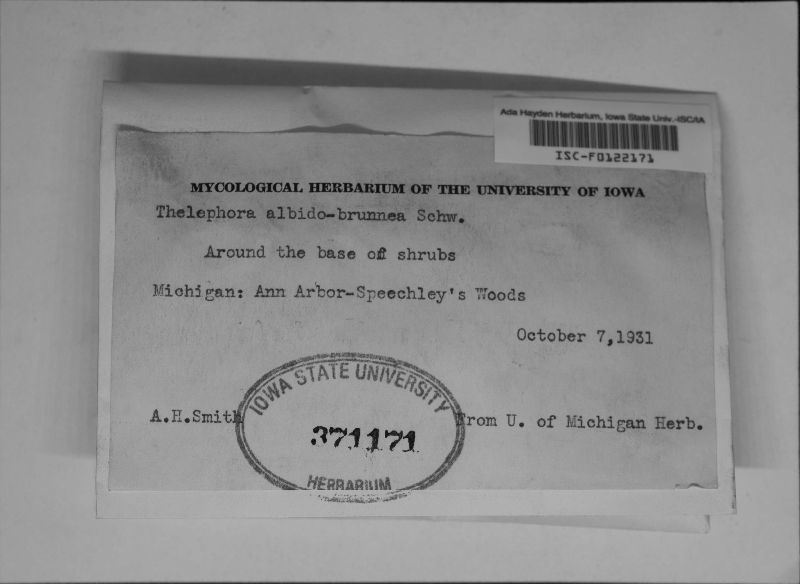 Ada Hayden Herbarium, Iowa State Univ.-ISC/IA
ISC-F0122171
MYCOLOGICAL HERBARIUM OF THE UNIVERSITY OF IOWA
Thelephora albido-brunnea Schw.
Around the base of shrubs
Michigan: Ann Arbor-Speechley's Woods
October 7,1931
A.H.Smith
From U. of Michigan Herb.
IOWA STATE UNIVERSITY
371171
HERBARIUM